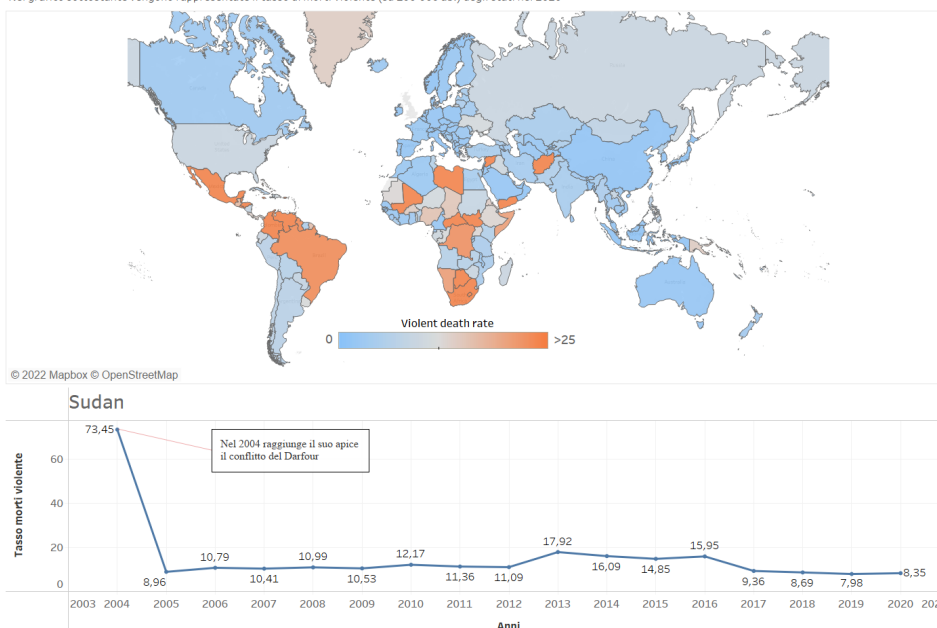 Violent death rate
0 >25
© 2022 Mapbox © OpenStreetMap
Sudan
Tasso morti violente
60
40
20
0
73,45
8,96
10,79
10,41
10,99
10,53
12,17
11,36
11,09
17,92
16,09
14,85
15,95
9,36
8,69
7,98
8,35
Nel 2004 raggiunge il suo apice
il conflitto del Darfour
2003 2004 2005 2006 2007 2008 2009 2010 2011 2012 2013 2014 2015 2016 2017 2018 2019 2020
Anni